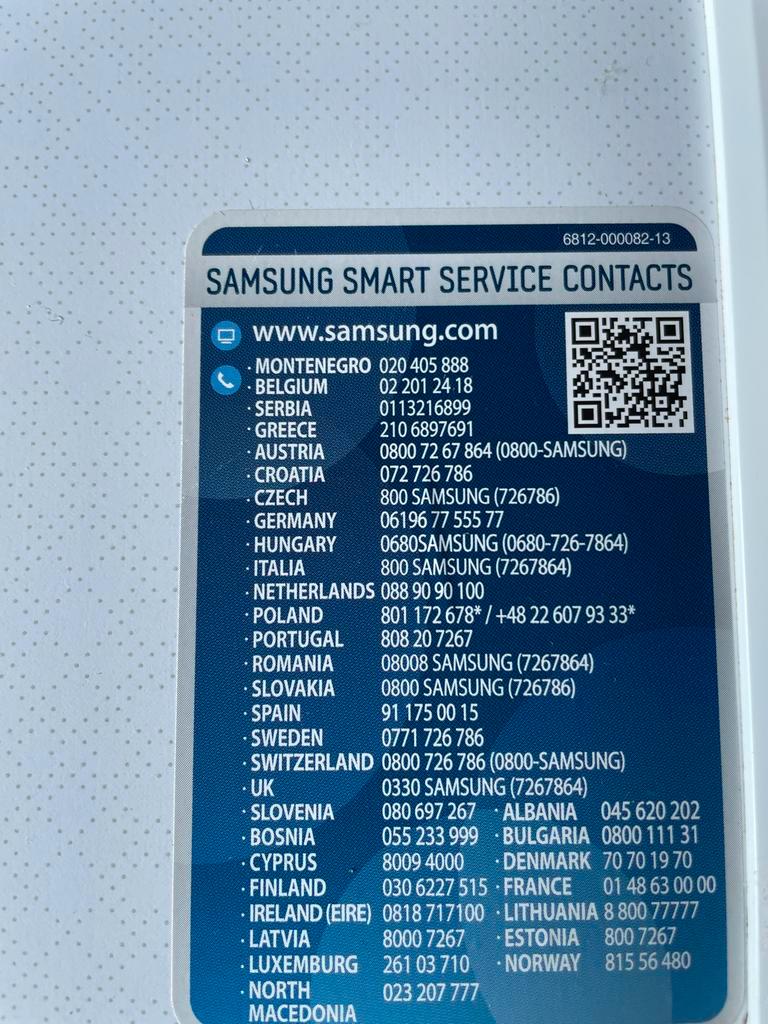 6812-000082-13
SAMSUNG SMART SERVICE CONTACTS
www.samsung.com
· MONTENEGRO 020 405 888
· BELGIUM 02 201 24 18
· SERBIA 0113216899
· GREECE 210 6897691
· AUSTRIA 0800 72 67 864 (0800-SAMSUNG)
· CROATIA 072 726 786
· CZECH 800 SAMSUNG (726786)
· GERMANY 06196 77 555 77
· HUNGARY 0680SAMSUNG (0680-726-7864)
· ITALIA 800 SAMSUNG (7267864)
· NETHERLANDS 088 90 90 100
· POLAND 801 172 678* / +48 22 607 93 33*
· PORTUGAL 808 20 7267
· ROMANIA 08008 SAMSUNG (7267864)
· SLOVAKIA 0800 SAMSUNG (726786)
· SPAIN 91 175 00 15
· SWEDEN 0771 726 786
· SWITZERLAND 0800 726 786 (0800-SAMSUNG)
· UK 0330 SAMSUNG (7267864)
· SLOVENIA 080 697 267 · ALBANIA 045 620 202
· BOSNIA 055 233 999 · BULGARIA 0800 111 31
· CYPRUS 8009 4000 · DENMARK 70 70 19 70
· FINLAND 030 6227 515 · FRANCE 01 48 63 00 00
· IRELAND (EIRE) 0818 717100 · LITHUANIA 8 800 77777
· LATVIA 8000 7267 · ESTONIA 800 7267
· LUXEMBURG 261 03 710 · NORWAY 815 56 480
· NORTH 023 207 777
MACEDONIA